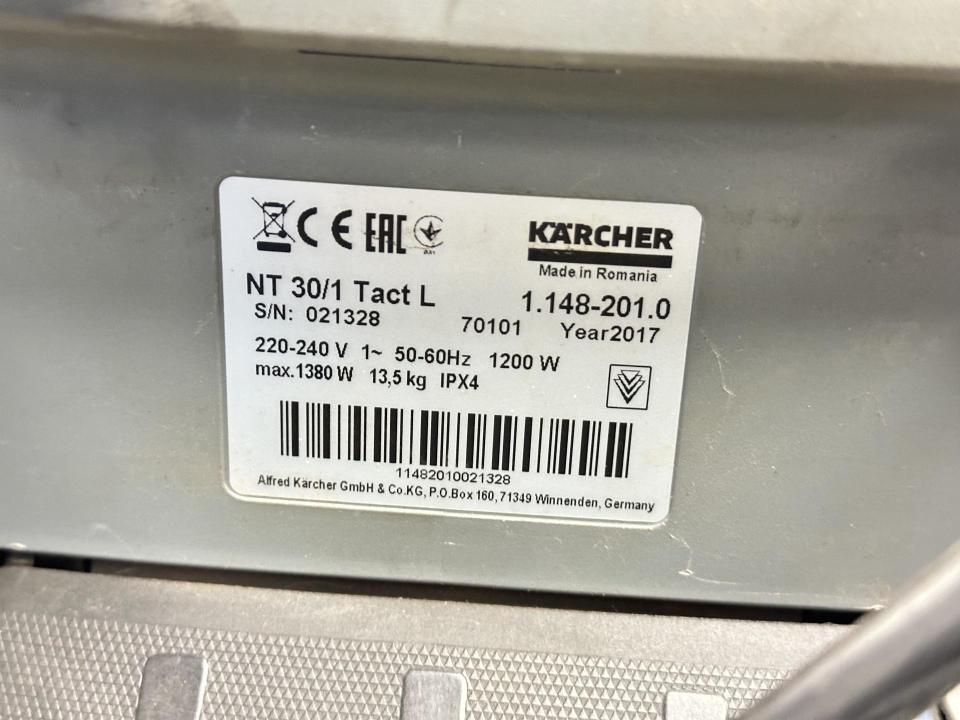 CE EAC
KÄRCHER
Made in Romania
NT 30/1 Tact L 1.148-201.0
S/N: 021328 70101 Year2017
220-240 V 1~ 50-60Hz 1200 W
max.1380 W 13,5 kg IPX4
11482010021328
Alfred Kärcher GmbH & Co.KG, P.O.Box 160, 71349 Winnenden, Germany